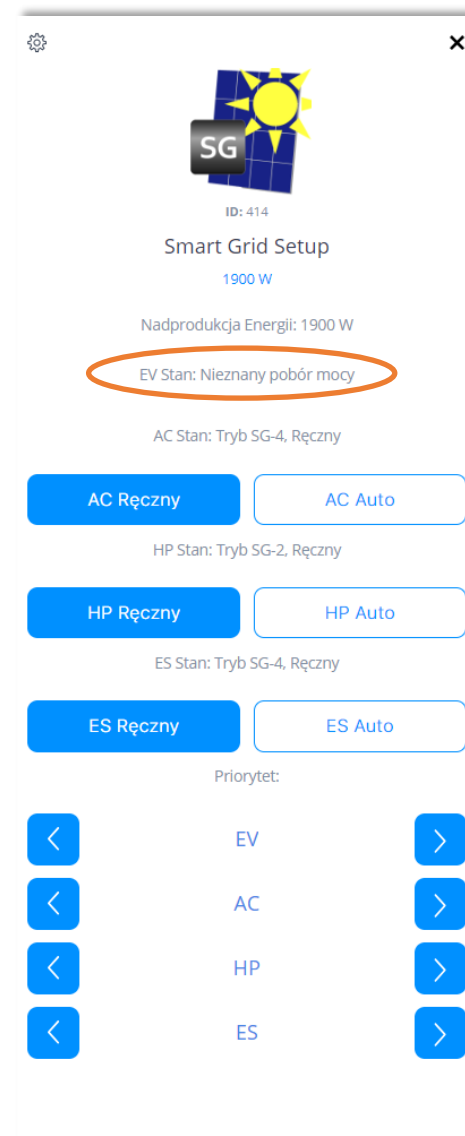 SG
ID: 414
Smart Grid Setup
1900 W
Nadprodukcja Energii: 1900 W
EV Stan: Nieznany pobór mocy
AC Stan: Tryb SG-4, Ręczny
AC Ręczny AC Auto
HP Stan: Tryb SG-2, Ręczny
HP Ręczny HP Auto
ES Stan: Tryb SG-4, Ręczny
ES Ręczny ES Auto
Priorytet:
EV
AC
HP
ES